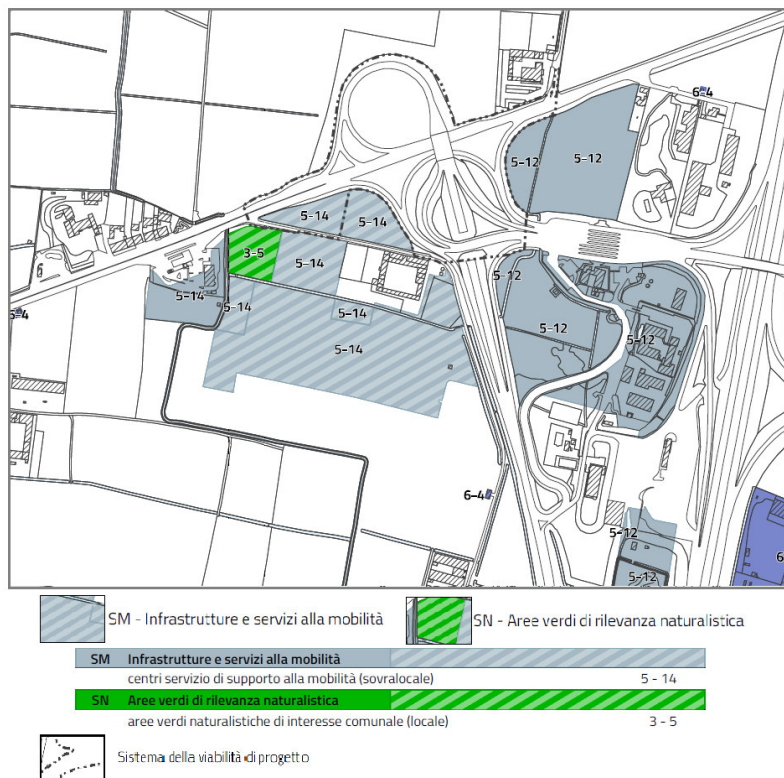 6-4
5-12
5-12
5-14
5-14
3-5
5-14
5-12
5-14
5-14
5-14
6-4
5-12
5-12
5-14
6-4
5-12
6
5-12
SM - Infrastrutture e servizi alla mobilità
SN - Aree verdi di rilevanza naturalistica
SM Infrastrutture e servizi alla mobilità
centri servizio di supporto alla mobilità (sovralocale) 5 - 14
SN Aree verdi di rilevanza naturalistica
aree verdi naturalistiche di interesse comunale (locale) 3 - 5
Sistema della viabilità di progetto